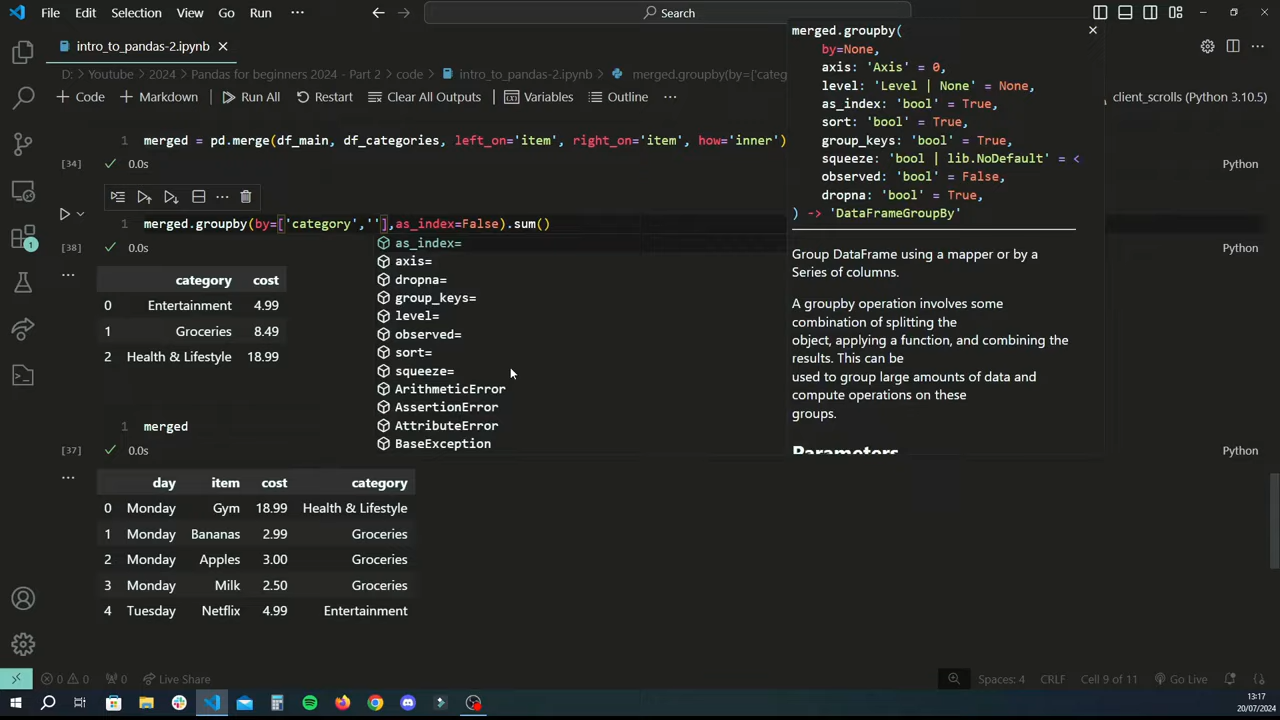 File Edit Selection View Go Run ··· Search
intro_to_pandas-2.ipynb
D: > Youtube > 2024 > Pandas for beginners 2024 - Part 2 > code > intro_to_pandas-2.ipynb > merged.groupby(by=['categ
+ Code + Markdown Run All Restart Clear All Outputs Variables Outline ··· client_scrolls (Python 3.10.5)
1 merged = pd.merge(df_main, df_categories, left_on='item', right_on='item', how='inner')
[34] 0.0s Python
1 merged.groupby(by=['category',''],as_index=False).sum()
[38] 0.0s Python
as_index=
axis=
dropna=
group_keys=
level=
observed=
sort=
squeeze=
ArithmeticError
AssertionError
AttributeError
BaseException
category cost
0 Entertainment 4.99
1 Groceries 8.49
2 Health & Lifestyle 18.99
1 merged
[37] 0.0s Python
day item cost category
0 Monday Gym 18.99 Health & Lifestyle
1 Monday Bananas 2.99 Groceries
2 Monday Apples 3.00 Groceries
3 Monday Milk 2.50 Groceries
4 Tuesday Netflix 4.99 Entertainment
merged.groupby(
by=None,
axis: 'Axis' = 0,
level: 'Level | None' = None,
as_index: 'bool' = True,
sort: 'bool' = True,
group_keys: 'bool' = True,
squeeze: 'bool | lib.NoDefault' = <
observed: 'bool' = False,
dropna: 'bool' = True,
) -> 'DataFrameGroupBy'
Group DataFrame using a mapper or by a
Series of columns.
A groupby operation involves some
combination of splitting the
object, applying a function, and combining the
results. This can be
used to group large amounts of data and
compute operations on these
groups.
Parameters
1
0 0 0 Live Share Spaces: 4 CRLF Cell 9 of 11 Go Live
13:17
20/07/2024